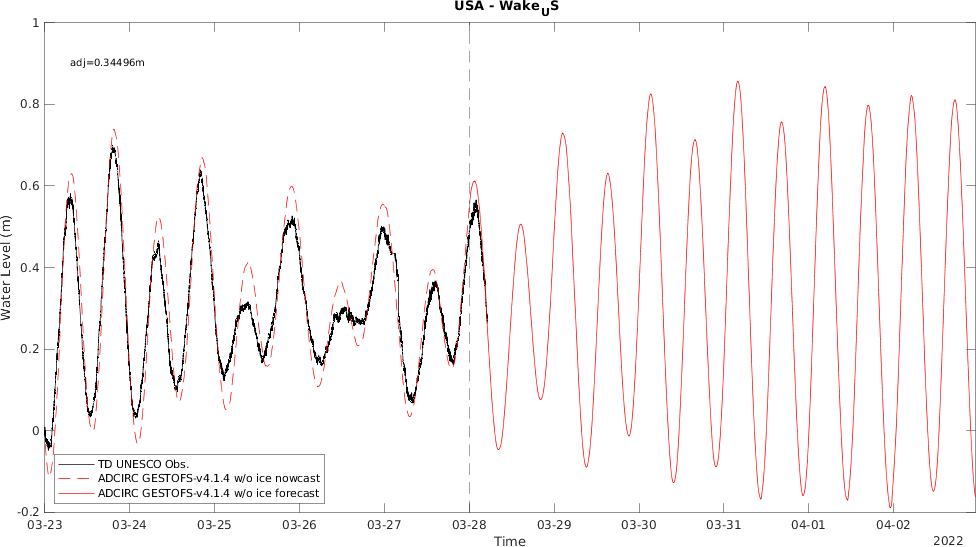 USA - Wake_US
adj=0.34496m
Water Level (m)
1
0.8
0.6
0.4
0.2
0
-0.2
TD UNESCO Obs.
ADCIRC GESTOFS-v4.1.4 w/o ice nowcast
ADCIRC GESTOFS-v4.1.4 w/o ice forecast
03-23 03-24 03-25 03-26 03-27 03-28 03-29 03-30 03-31 04-01 04-02
Time
2022